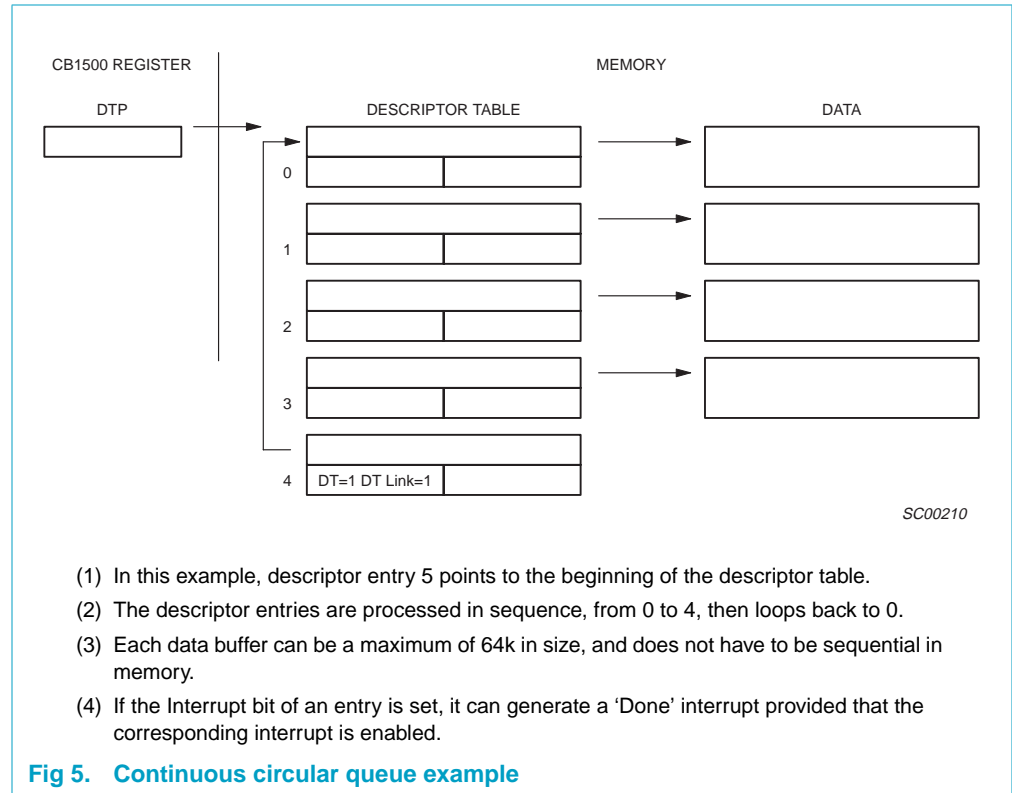 CB1500 REGISTER
MEMORY
DTP
DESCRIPTOR TABLE
DATA
0
1
2
3
4
DT=1 DT Link=1
SC00210
(1) In this example, descriptor entry 5 points to the beginning of the descriptor table.
(2) The descriptor entries are processed in sequence, from 0 to 4, then loops back to 0.
(3) Each data buffer can be a maximum of 64k in size, and does not have to be sequential in
memory.
(4) If the Interrupt bit of an entry is set, it can generate a ‘Done’ interrupt provided that the
corresponding interrupt is enabled.
Fig 5. Continuous circular queue example